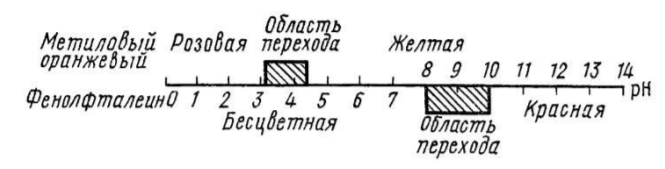 Метиловый оранжевый
Розовая
Область перехода
Желтая
8 9 10 11 12 13 14
pH
Фенолфталеин
0 1 2 3 4 5 6 7
Бесцветная
Область перехода
Красная